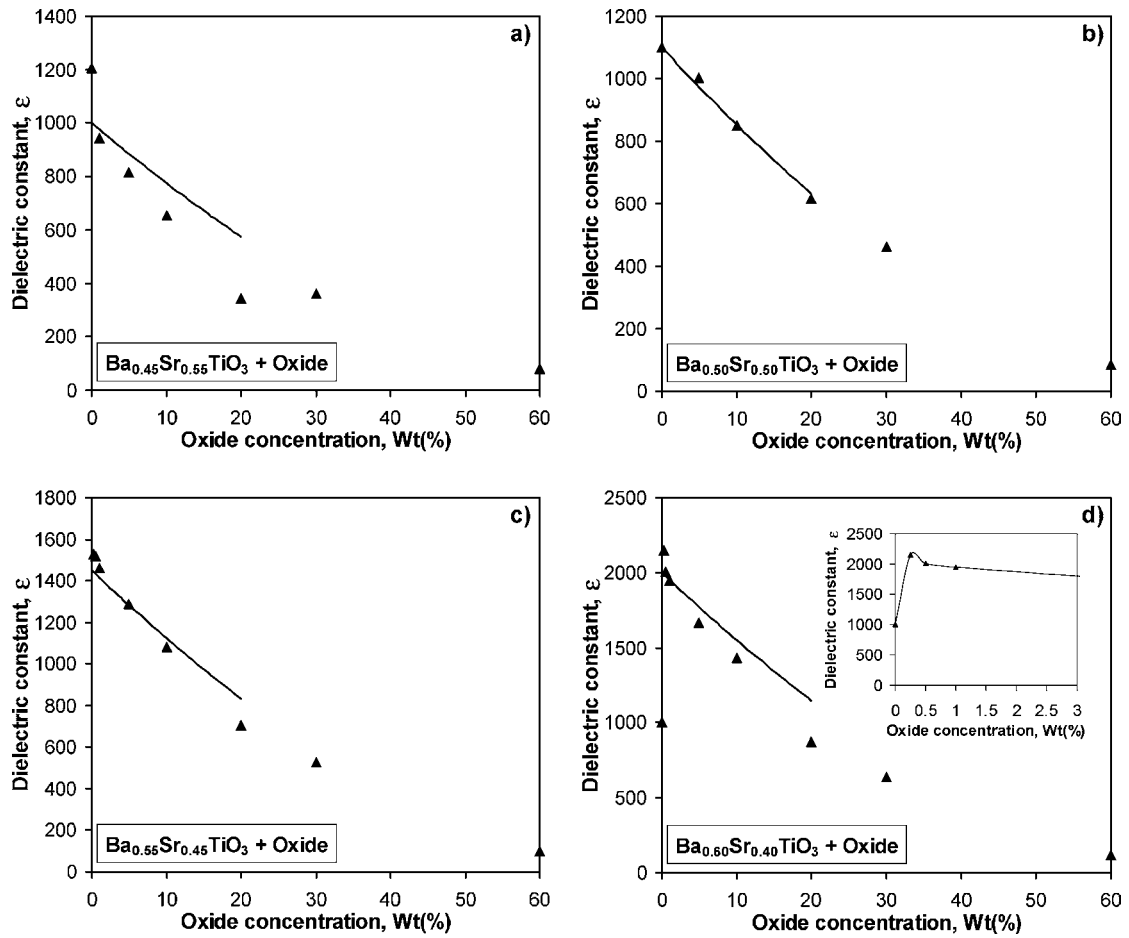 a)
Dielectric constant, ε
1400
1200
1000
800
600
400
200
0
Ba0.45Sr0.55TiO3 + Oxide
0 10 20 30 40 50 60
Oxide concentration, Wt(%)
b)
Dielectric constant, ε
1200
1000
800
600
400
200
0
Ba0.50Sr0.50TiO3 + Oxide
0 10 20 30 40 50 60
Oxide concentration, Wt(%)
c)
Dielectric constant, ε
1800
1600
1400
1200
1000
800
600
400
200
0
Ba0.55Sr0.45TiO3 + Oxide
0 10 20 30 40 50 60
Oxide concentration, Wt(%)
d)
Dielectric constant, ε
2500
2000
1500
1000
500
0
Dielectric constant, ε
2500
2000
1500
1000
500
0
0 0.5 1 1.5 2 2.5 3
Oxide concentration, Wt(%)
Ba0.60Sr0.40TiO3 + Oxide
0 10 20 30 40 50 60
Oxide concentration, Wt(%)